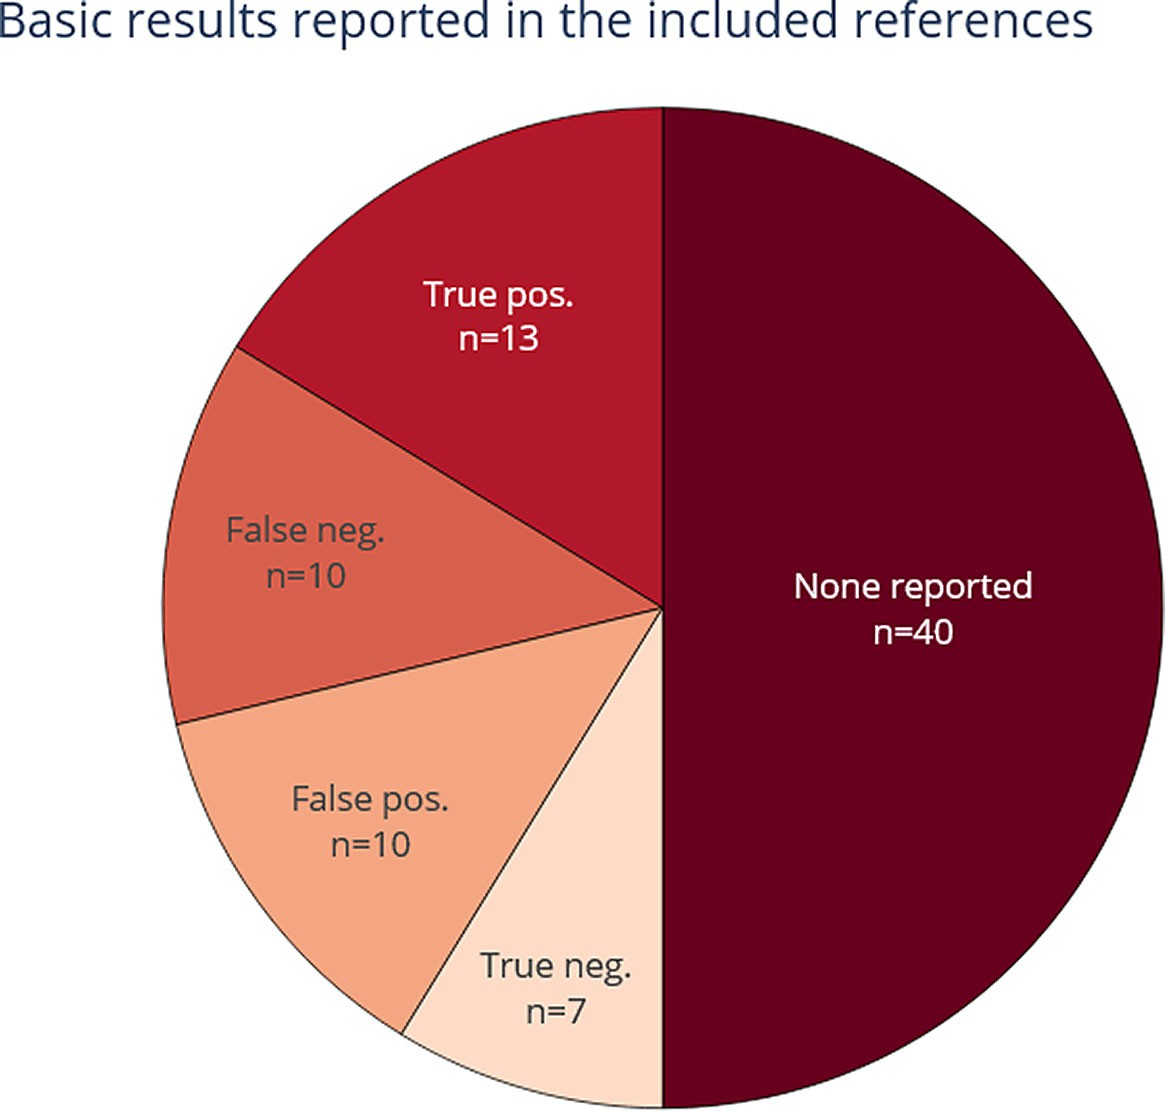 Basic results reported in the included references
True pos.
n=13
False neg.
n=10
None reported
n=40
False pos.
n=10
True neg.
n=7